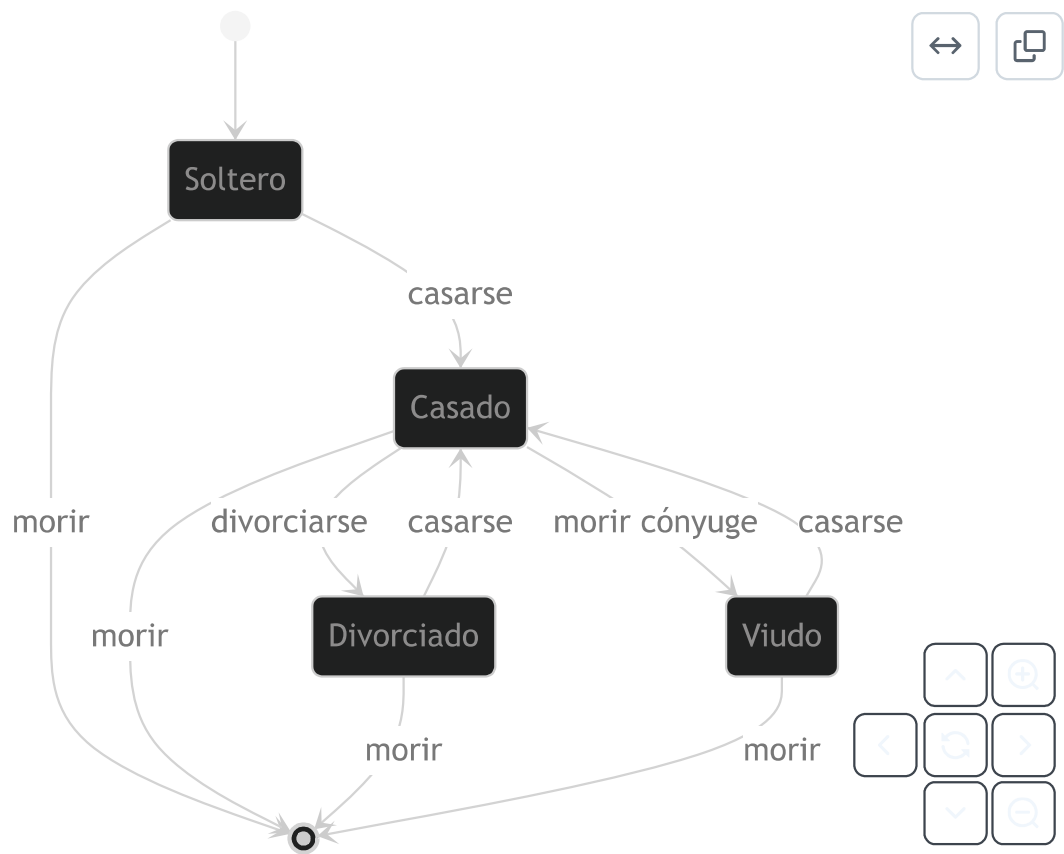 Soltero
casarse
Casado
morir
divorciarse
casarse
morir cónyuge
casarse
morir
Divorciado
Viudo
morir
morir